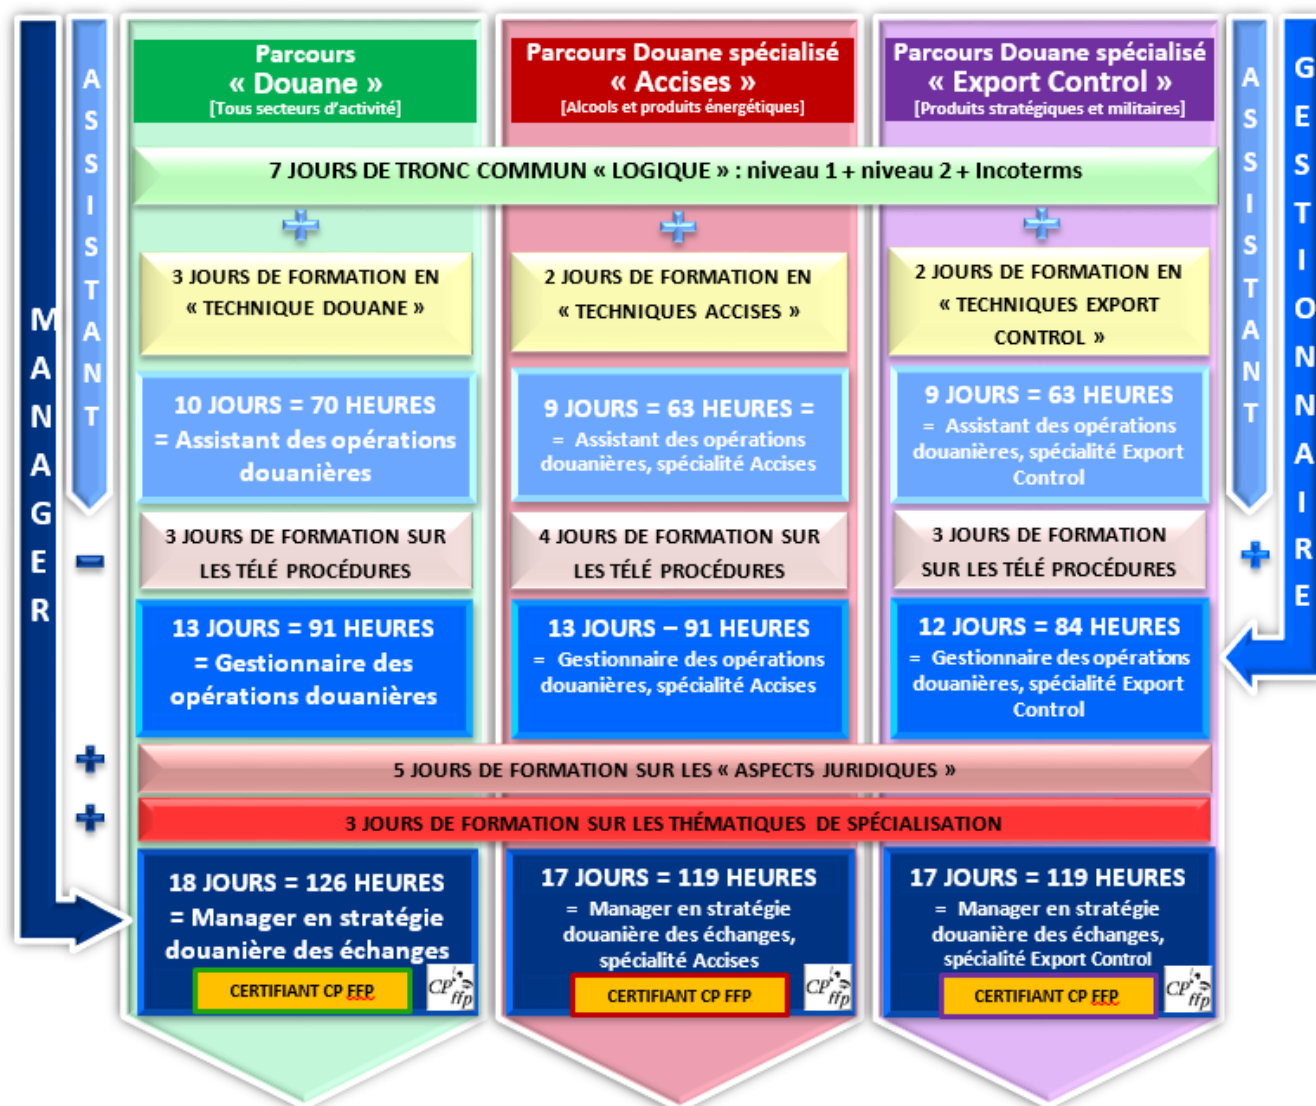 MANAGER
ASSISTANT
Parcours
« Douane »
[Tous secteurs d'activité]
Parcours Douane spécialisé
« Accises »
[Alcools et produits énergétiques]
Parcours Douane spécialisé
« Export Control »
[Produits stratégiques et militaires]
ASSISTANT
GESTIONNAIRE
7 JOURS DE TRONC COMMUN « LOGIQUE » : niveau 1 + niveau 2 + Incoterms
+
+
+
3 JOURS DE FORMATION EN
« TECHNIQUE DOUANE »
2 JOURS DE FORMATION EN
« TECHNIQUES ACCISES »
2 JOURS DE FORMATION EN
« TECHNIQUES EXPORT
CONTROL »
10 JOURS = 70 HEURES
= Assistant des opérations
douanières
9 JOURS = 63 HEURES =
= Assistant des opérations
douanières, spécialité Accises
9 JOURS = 63 HEURES
= Assistant des opérations
douanières, spécialité Export
Control
3 JOURS DE FORMATION SUR
LES TÉLÉ PROCÉDURES
4 JOURS DE FORMATION SUR
LES TÉLÉ PROCÉDURES
3 JOURS DE FORMATION
SUR LES TÉLÉ PROCÉDURES
-
+
13 JOURS = 91 HEURES
= Gestionnaire des
opérations douanières
13 JOURS – 91 HEURES
= Gestionnaire des opérations
douanières, spécialité Accises
12 JOURS = 84 HEURES
= Gestionnaire des opérations
douanières, spécialité Export
Control
+
5 JOURS DE FORMATION SUR LES « ASPECTS JURIDIQUES »
+
3 JOURS DE FORMATION SUR LES THÉMATIQUES DE SPÉCIALISATION
18 JOURS = 126 HEURES
= Manager en stratégie
douanière des échanges
CERTIFIANT CP FFP
CP ffp
17 JOURS = 119 HEURES
= Manager en stratégie
douanière des échanges,
spécialité Accises
CERTIFIANT CP FFP
CP ffp
17 JOURS = 119 HEURES
= Manager en stratégie
douanière des échanges,
spécialité Export Control
CERTIFIANT CP FFP
CP ffp